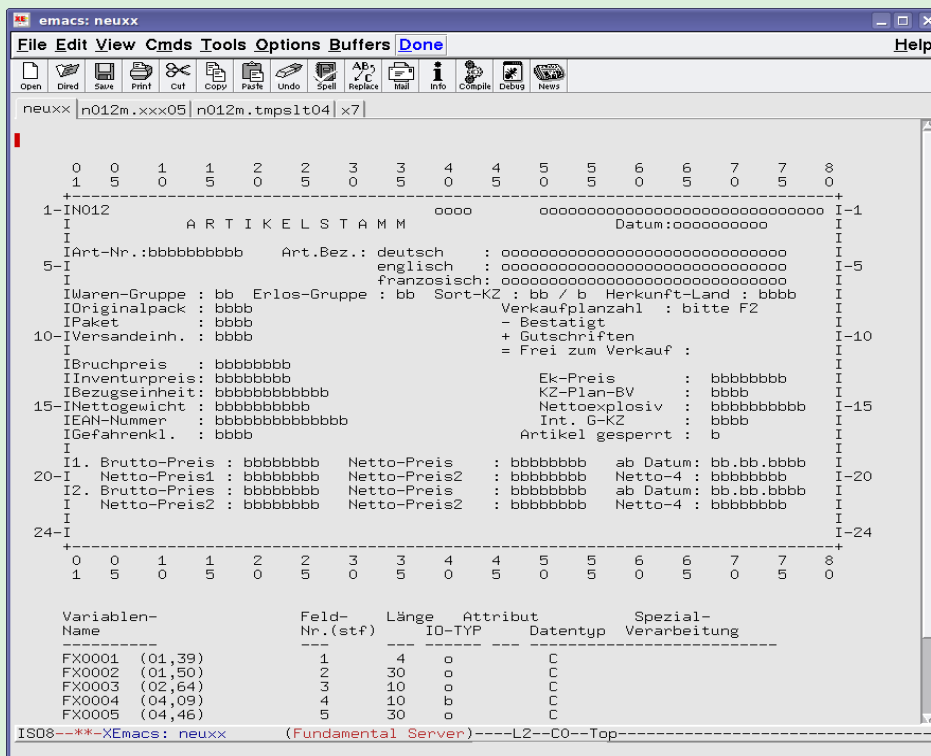 XE emacs: neuxx
File Edit View Cmds Tools Options Buffers Done Help
Open Dired Save Print Cut Copy Paste Undo Spell Replace Mail Info Compile Debug News
neuxx n012m.xxx05 n012m.tmpslt04 x7
0 0 1 1 2 2 3 3 4 4 5 5 6 6 7 7 8
1 5 0 5 0 5 0 5 0 5 0 5 0 5 0 5 0
+--------------------------------------------------------------------------------+
1-IN012 oooo oooooooooooooooooooooooooooooo I-1
I A R T I K E L S T A M M Datum:oooooooooo I
I I
IArt-Nr.:bbbbbbbbbb Art.Bez.: deutsch : oooooooooooooooooooooooooooooo I
5-I englisch : oooooooooooooooooooooooooooooo I-5
I franzosisch: oooooooooooooooooooooooooooooo I
IWaren-Gruppe : bb Erlos-Gruppe : bb Sort-KZ : bb / b Herkunft-Land : bbbb I
IOriginalpack : bbbb Verkaufplanzahl : bitte F2 I
IPaket : bbbb - Bestatigt I
10-IVersandeinh. : bbbb + Gutschriften I-10
I = Frei zum Verkauf : I
IBruchpreis : bbbbbbbb I
IInventurpreis: bbbbbbbb Ek-Preis : bbbbbbbb I
IBezugseinheit: bbbbbbbbbbbb KZ-Plan-BV : bbbb I
15-INettogewicht : bbbbbbbbbb Nettoexplosiv : bbbbbbbbbb I-15
IEAN-Nummer : bbbbbbbbbbbbbb Int. G-KZ : bbbb I
IGefahrenkl. : bbbb Artikel gesperrt : b I
I I
I1. Brutto-Preis : bbbbbbbb Netto-Preis : bbbbbbbb ab Datum: bb.bb.bbbb I
20-I Netto-Preis1 : bbbbbbbb Netto-Preis2 : bbbbbbbb Netto-4 : bbbbbbbb I-20
I2. Brutto-Pries : bbbbbbbb Netto-Preis : bbbbbbbb ab Datum: bb.bb.bbbb I
I Netto-Preis2 : bbbbbbbb Netto-Preis2 : bbbbbbbb Netto-4 : bbbbbbbb I
I I
24-I I-24
+--------------------------------------------------------------------------------+
0 0 1 1 2 2 3 3 4 4 5 5 6 6 7 7 8
1 5 0 5 0 5 0 5 0 5 0 5 0 5 0 5 0
Variablen- Feld- Länge Attribut Spezial-
Name Nr.(stf) IO-TYP Datentyp Verarbeitung
---------- --- --- ------ --- --------------------------
FX0001 (01,39) 1 4 o C
FX0002 (01,50) 2 30 o C
FX0003 (02,64) 3 10 o C
FX0004 (04,09) 4 10 b C
FX0005 (04,46) 5 30 o C
ISO8--**-XEmacs: neuxx (Fundamental Server)----L2--C0--Top----------------------------------